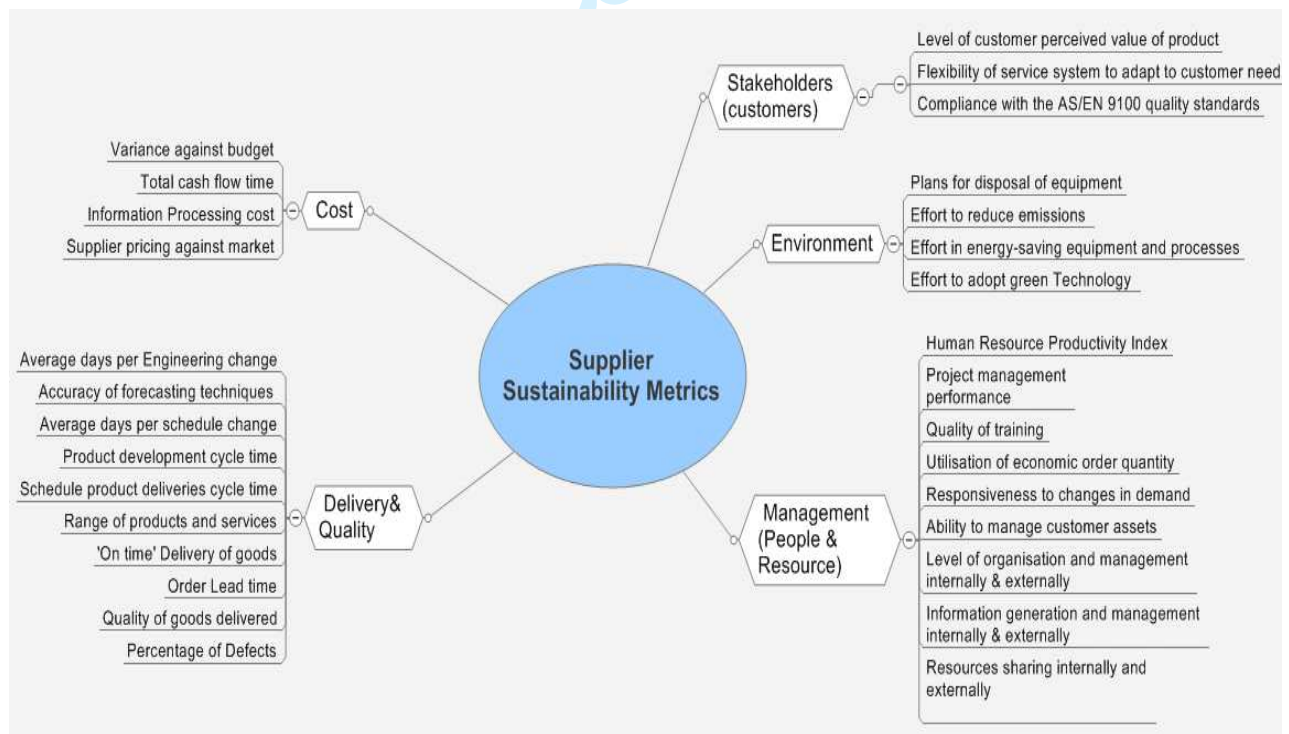 Supplier
Sustainability Metrics
Stakeholders
(customers)
Level of customer perceived value of product
Flexibility of service system to adapt to customer need
Compliance with the AS/EN 9100 quality standards
Environment
Plans for disposal of equipment
Effort to reduce emissions
Effort in energy-saving equipment and processes
Effort to adopt green Technology
Management
(People &
Resource)
Human Resource Productivity Index
Project management
performance
Quality of training
Utilisation of economic order quantity
Responsiveness to changes in demand
Ability to manage customer assets
Level of organisation and management
internally & externally
Information generation and management
internally & externally
Resources sharing internally and
externally
Cost
Variance against budget
Total cash flow time
Information Processing cost
Supplier pricing against market
Delivery&
Quality
Average days per Engineering change
Accuracy of forecasting techniques
Average days per schedule change
Product development cycle time
Schedule product deliveries cycle time
Range of products and services
'On time' Delivery of goods
Order Lead time
Quality of goods delivered
Percentage of Defects